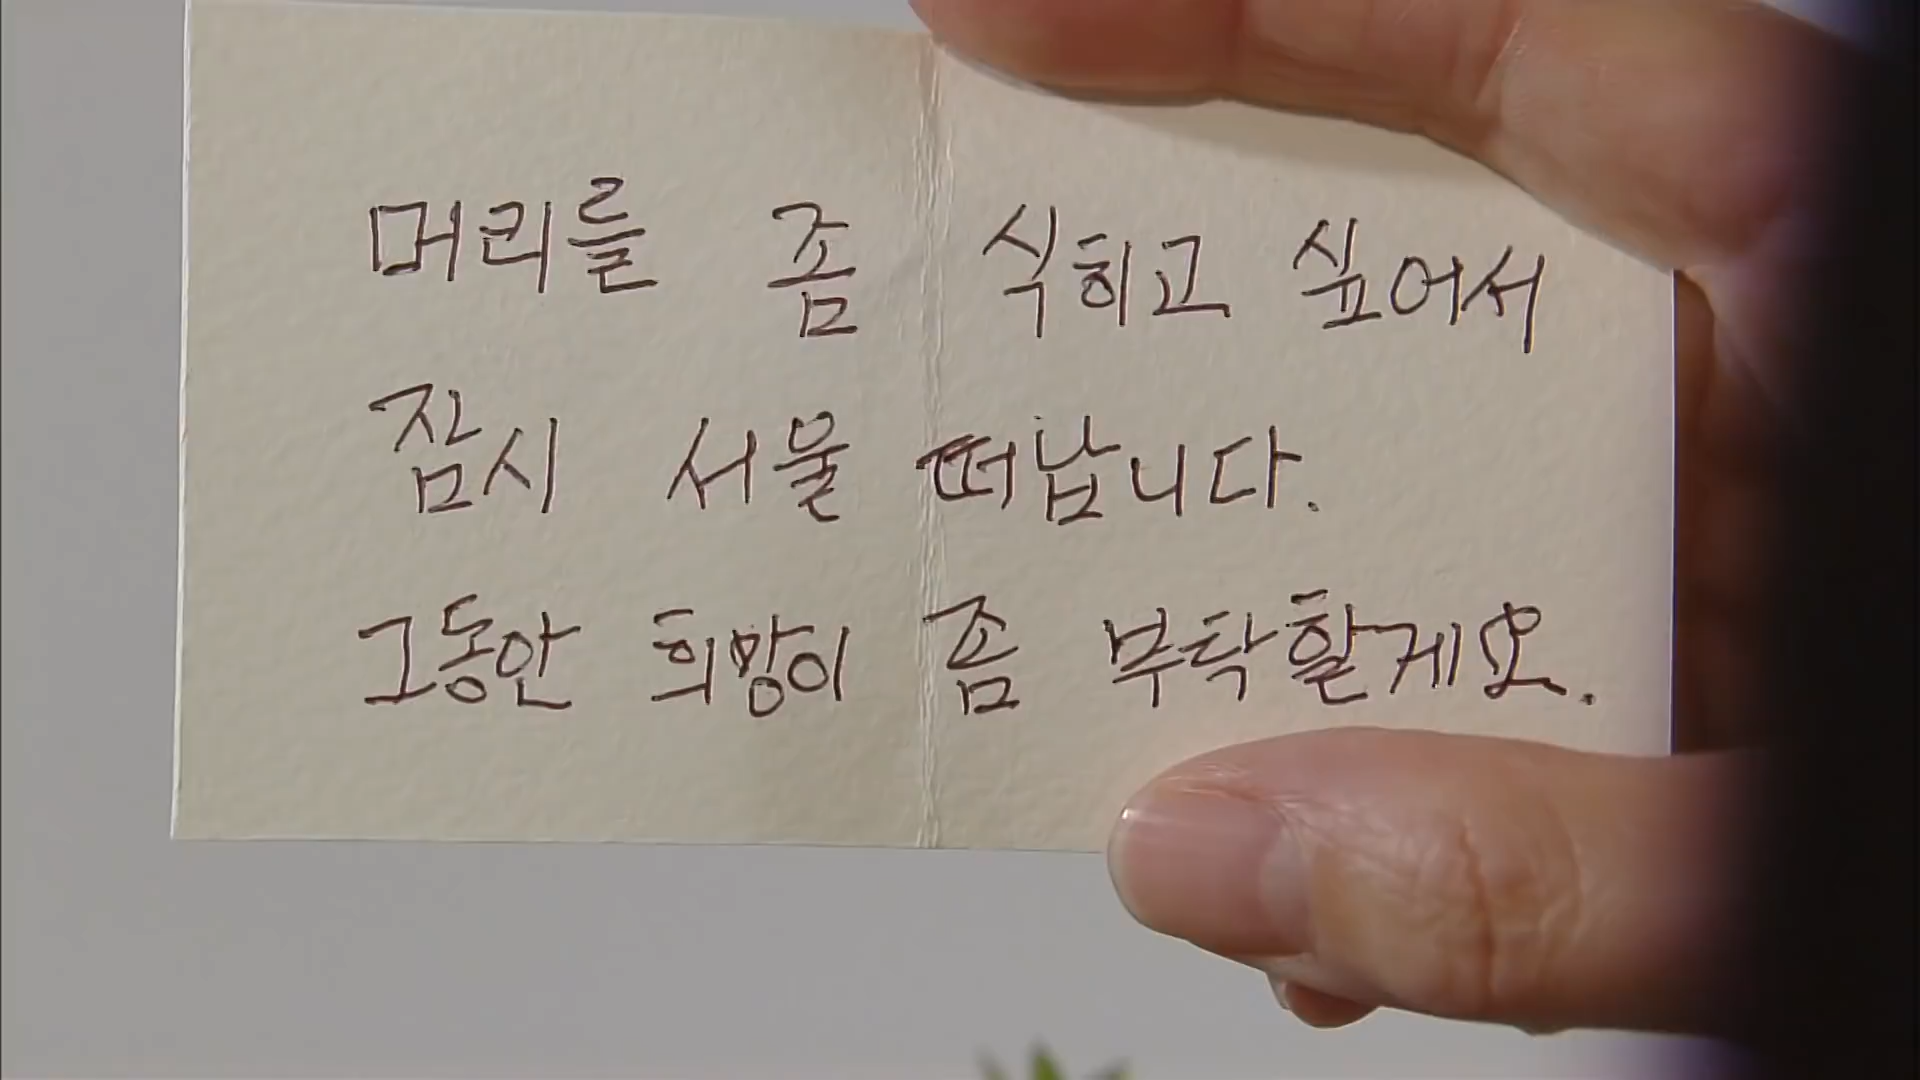 머리를 좀 식히고 싶어서
잠시 서울 떠납니다.
그동안 희망이 좀 부탁할게요.